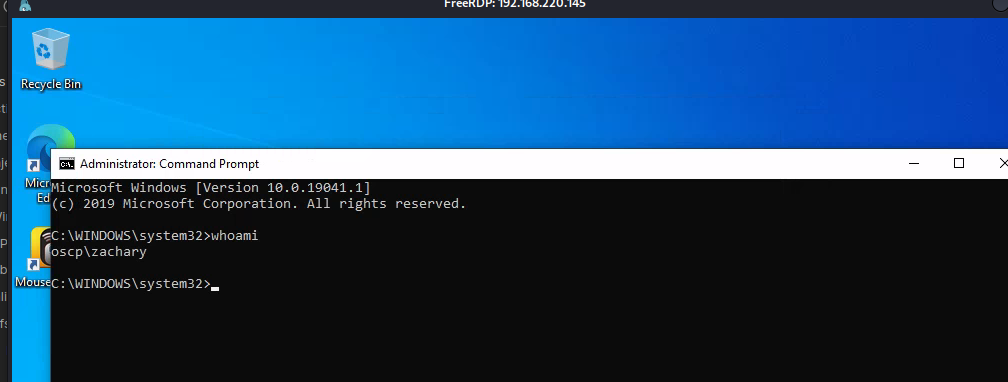 FreeRDP: 192.168.220.145
Recycle Bin
Administrator: Command Prompt
Microsoft Windows [Version 10.0.19041.1]
(c) 2019 Microsoft Corporation. All rights reserved.
C:\WINDOWS\system32>whoami
oscp\zachary
C:\WINDOWS\system32>
Micr
Ed
Mouse